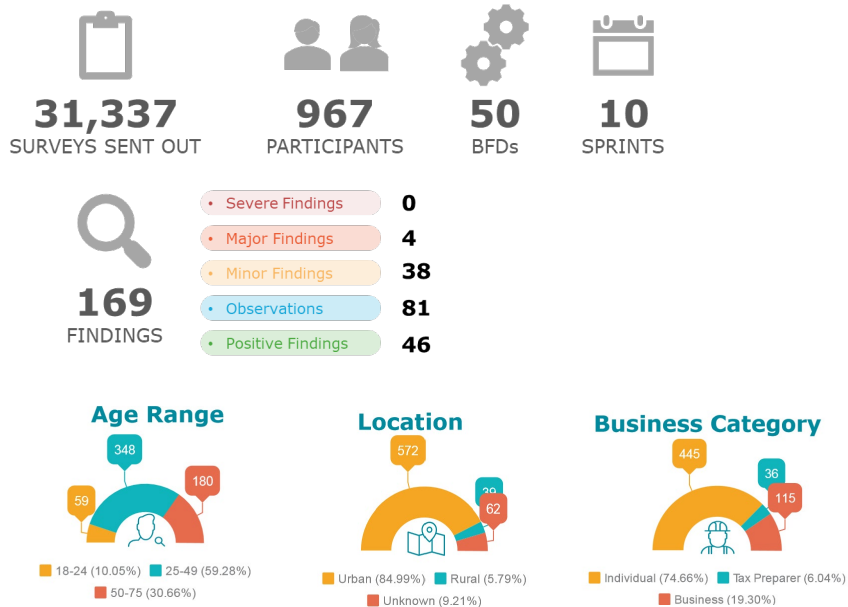 31,337
SURVEYS SENT OUT
967
PARTICIPANTS
50
BFDs
10
SPRINTS
169
FINDINGS
• Severe Findings 0
• Major Findings 4
• Minor Findings 38
• Observations 81
• Positive Findings 46
Age Range
348
59
180
18-24 (10.05%) 25-49 (59.28%)
50-75 (30.66%)
Location
572
39
62
Urban (84.99%) Rural (5.79%)
Unknown (9.21%)
Business Category
445
36
115
Individual (74.66%) Tax Preparer (6.04%)
Business (19.30%)